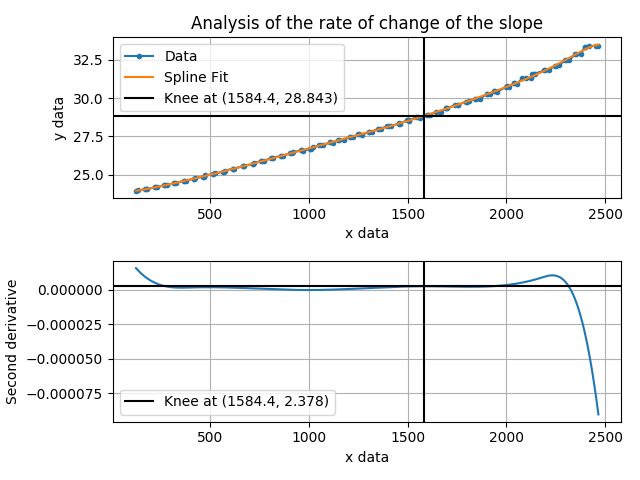 Analysis of the rate of change of the slope
32.5
30.0
27.5
25.0
y data
Data
Spline Fit
Knee at (1584.4, 28.843)
500
1000
1500
2000
2500
x data
0.000000
−0.000025
−0.000050
−0.000075
Second derivative
Knee at (1584.4, 2.378)
500
1000
1500
2000
2500
x data